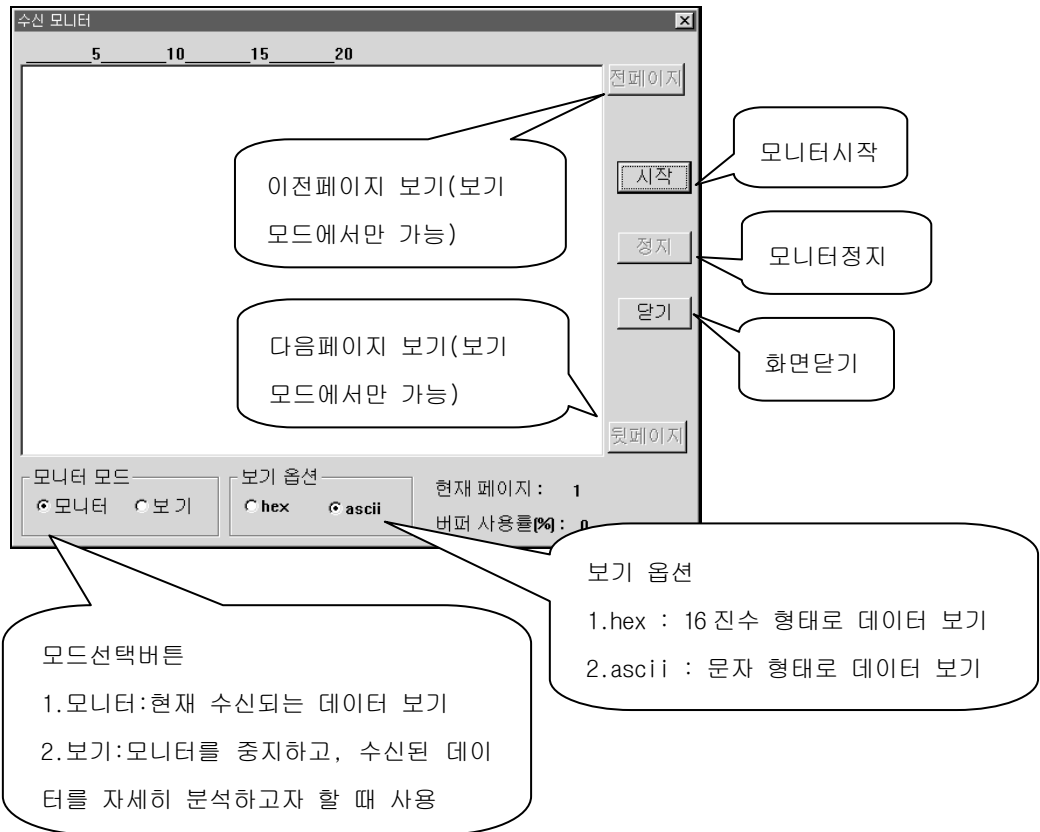 수신 모니터
5 10 15 20
전페이지
모니터시작
이전페이지 보기(보기
모드에서만 가능)
시작
정지
모니터정지
닫기
다음페이지 보기(보기
모드에서만 가능)
화면닫기
뒷페이지
모니터 모드
모니터 보기
보기 옵션
hex ascii
현재 페이지 : 1
버퍼 사용률(%) : 0
보기 옵션
1.hex : 16진수 형태로 데이터 보기
2.ascii : 문자 형태로 데이터 보기
모드선택버튼
1.모니터:현재 수신되는 데이터 보기
2.보기:모니터를 중지하고, 수신된 데이
터를 자세히 분석하고자 할 때 사용